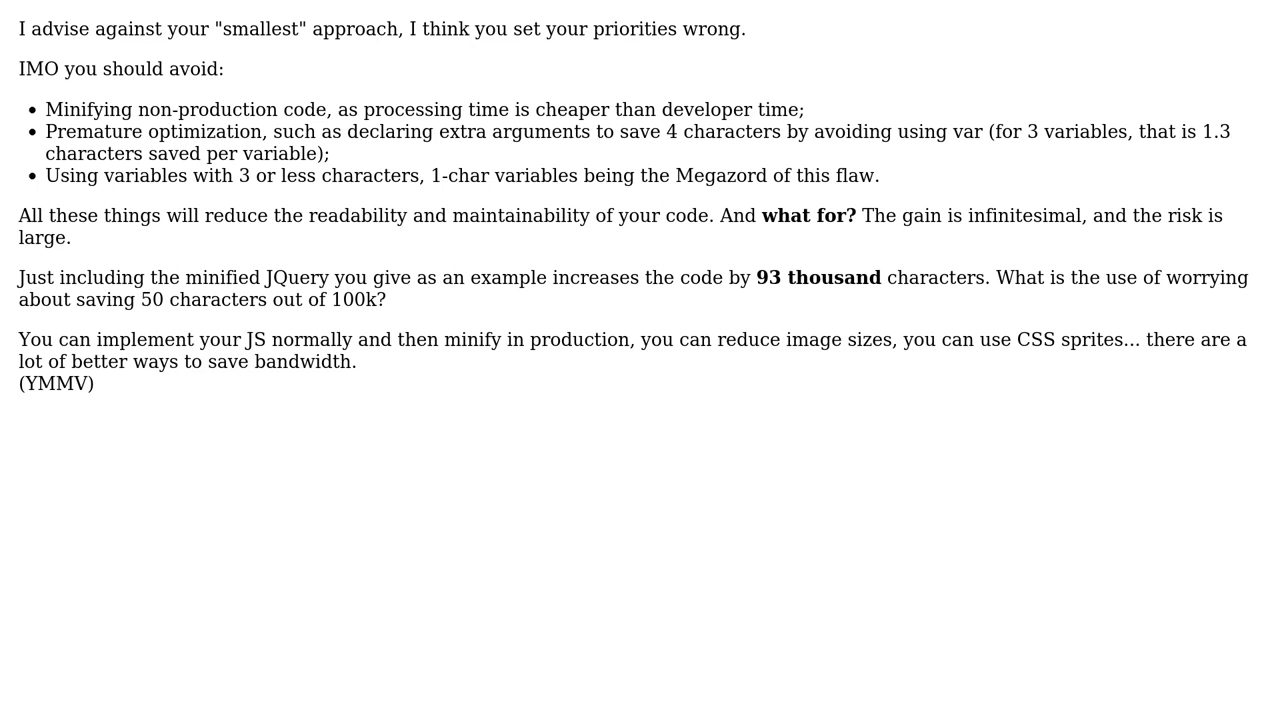 I advise against your "smallest" approach, I think you set your priorities wrong.
IMO you should avoid:
• Minifying non-production code, as processing time is cheaper than developer time;
• Premature optimization, such as declaring extra arguments to save 4 characters by avoiding using var (for 3 variables, that is 1.3
characters saved per variable);
• Using variables with 3 or less characters, 1-char variables being the Megazord of this flaw.
All these things will reduce the readability and maintainability of your code. And what for? The gain is infinitesimal, and the risk is
large.
Just including the minified JQuery you give as an example increases the code by 93 thousand characters. What is the use of worrying
about saving 50 characters out of 100k?
You can implement your JS normally and then minify in production, you can reduce image sizes, you can use CSS sprites... there are a
lot of better ways to save bandwidth.
(YMMV)